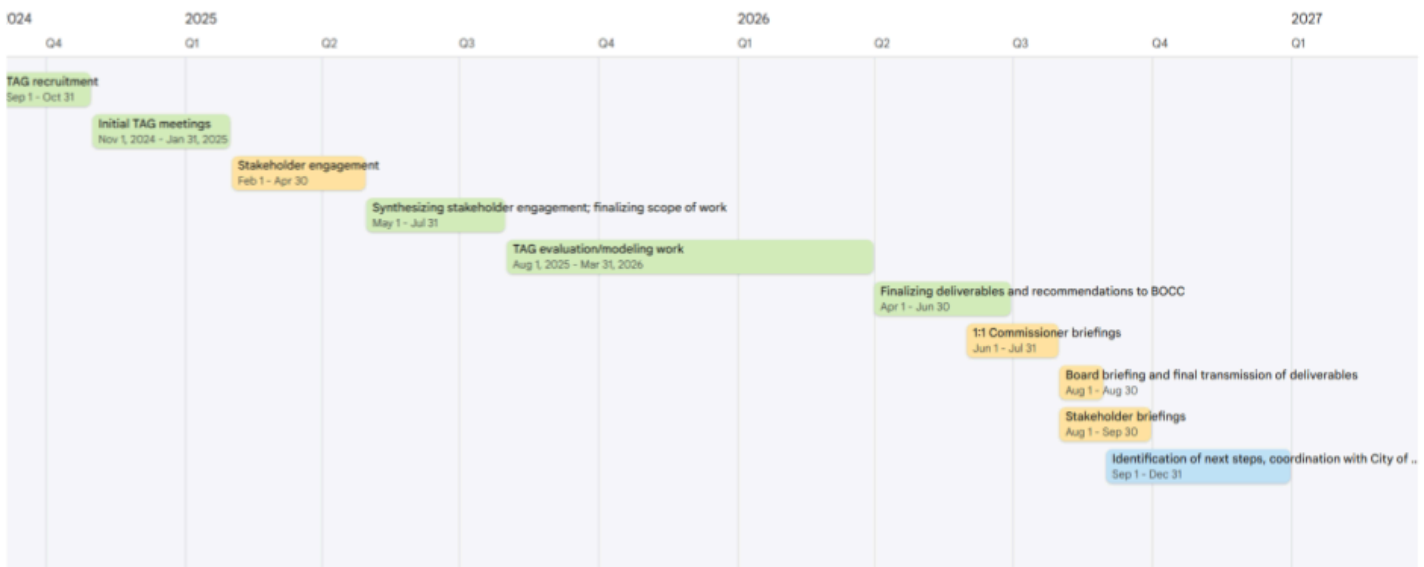 024 2025 2026 2027
Q4 Q1 Q2 Q3 Q4 Q1 Q2 Q3 Q4 Q1
TAG recruitment
Sep 1 - Oct 31
Initial TAG meetings
Nov 1, 2024 - Jan 31, 2025
Stakeholder engagement
Feb 1 - Apr 30
Synthesizing stakeholder engagement; finalizing scope of work
May 1 - Jul 31
TAG evaluation/modeling work
Aug 1, 2025 - Mar 31, 2026
Finalizing deliverables and recommendations to BOCC
Apr 1 - Jun 30
1:1 Commissioner briefings
Jun 1 - Jul 31
Board briefing and final transmission of deliverables
Aug 1 - Aug 30
Stakeholder briefings
Aug 1 - Sep 30
Identification of next steps, coordination with City of ..
Sep 1 - Dec 31